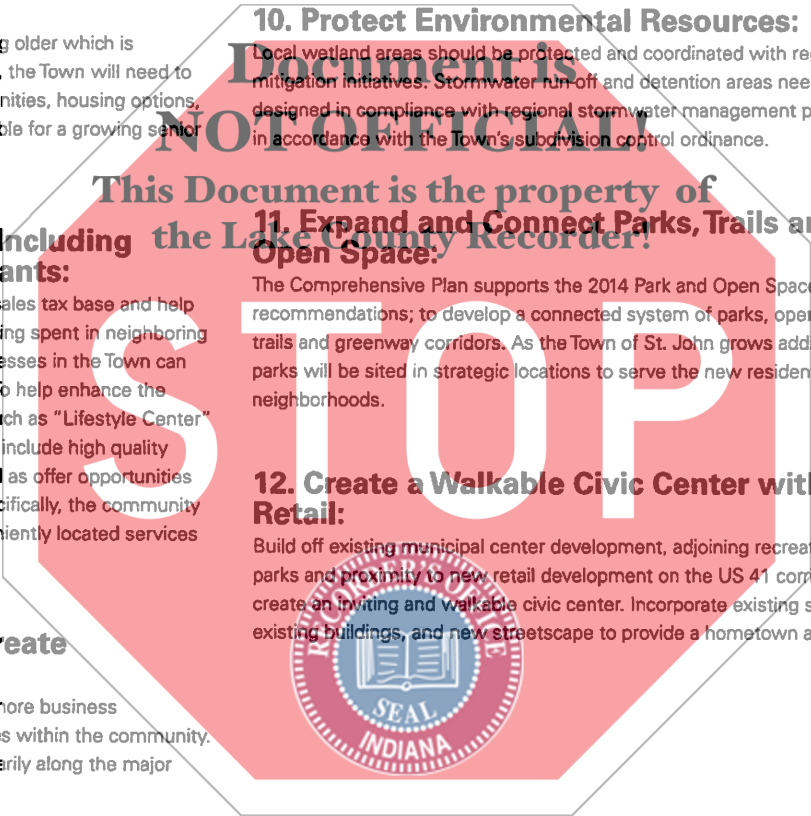 g older which is
, the Town will need to
nities, housing options,
ble for a growing senior
Including
ants:
sales tax base and help
ing spent in neighboring
esses in the Town can
o help enhance the
ch as "Lifestyle Center"
include high quality
as offer opportunities
cifically, the community
niently located services
reate
nore business
s within the community.
arily along the major
10. Protect Environmental Resources:
Local wetland areas should be protected and coordinated with re
mitigation initiatives. Stormwater run-off and detention areas nee
designed in compliance with regional stormwater management p
in accordance with the Town's subdivision control ordinance.
11. Expand and Connect Parks, Trails an
Open Space:
The Comprehensive Plan supports the 2014 Park and Open Space
recommendations; to develop a connected system of parks, open
trails and greenway corridors. As the Town of St. John grows add
parks will be sited in strategic locations to serve the new residen
neighborhoods.
12. Create a Walkable Civic Center with
Retail:
Build off existing municipal center development, adjoining recreat
parks and proximity to new retail development on the US 41 corr
create an inviting and walkable civic center. Incorporate existing s
existing buildings, and new streetscape to provide a hometown a
Document is
NOT OFFICIAL!
This Document is the property of
the Lake County Recorder!
STOP
RECORDER'S OFFICE
SEAL
INDIANA